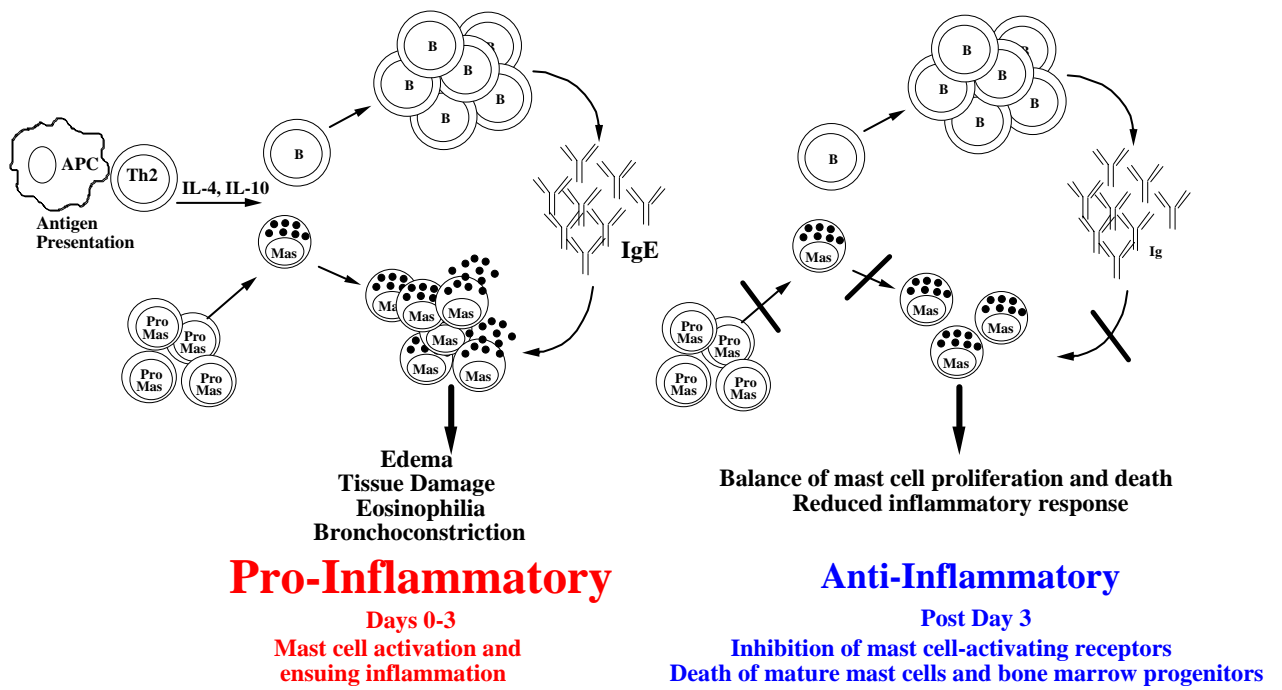 B
B
B
B
B
B
B
B
APC
Th2
IL-4, IL-10
Antigen
Presentation
Mas
Pro
Mas
Pro
Mas
Pro
Mas
Pro
Mas
Ma
Mas
Mas
Mas
Mas
Mas
IgE
Edema
Tissue Damage
Eosinophilia
Bronchoconstriction
Pro-Inflammatory
Days 0-3
Mast cell activation and
ensuing inflammation
B
B
B
B
B
B
B
B
Mas
Pro
Mas
Pro
Mas
Pro
Mas
Pro
Mas
Mas
Mas
Mas
Ig
Balance of mast cell proliferation and death
Reduced inflammatory response
Anti-Inflammatory
Post Day 3
Inhibition of mast cell-activating receptors
Death of mature mast cells and bone marrow progenitors